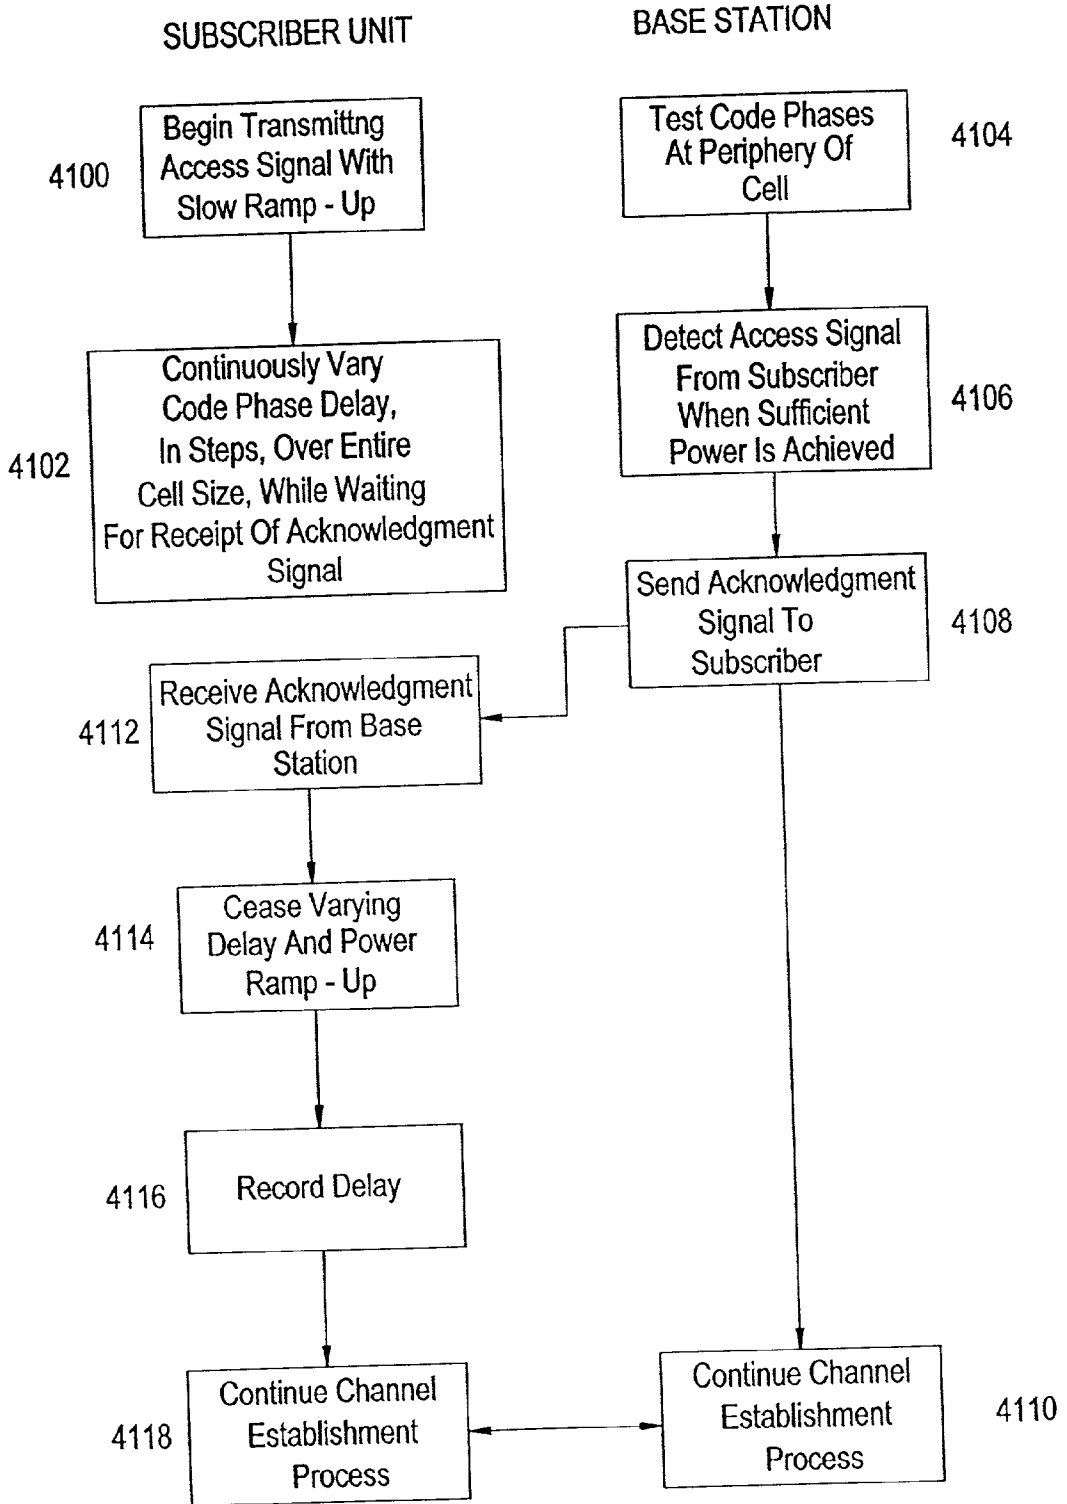 SUBSCRIBER UNIT
BASE STATION
Begin Transmittng
Access Signal With
Slow Ramp - Up
4100
Test Code Phases
At Periphery Of
Cell
4104
Continuously Vary
Code Phase Delay,
In Steps, Over Entire
Cell Size, While Waiting
For Receipt Of Acknowledgment
Signal
4102
Detect Access Signal
From Subscriber
When Sufficient
Power Is Achieved
4106
Send Acknowledgment
Signal To
Subscriber
4108
Receive Acknowledgment
Signal From Base
Station
4112
Cease Varying
Delay And Power
Ramp - Up
4114
Record Delay
4116
Continue Channel
Establishment
Process
4118
Continue Channel
Establishment
Process
4110